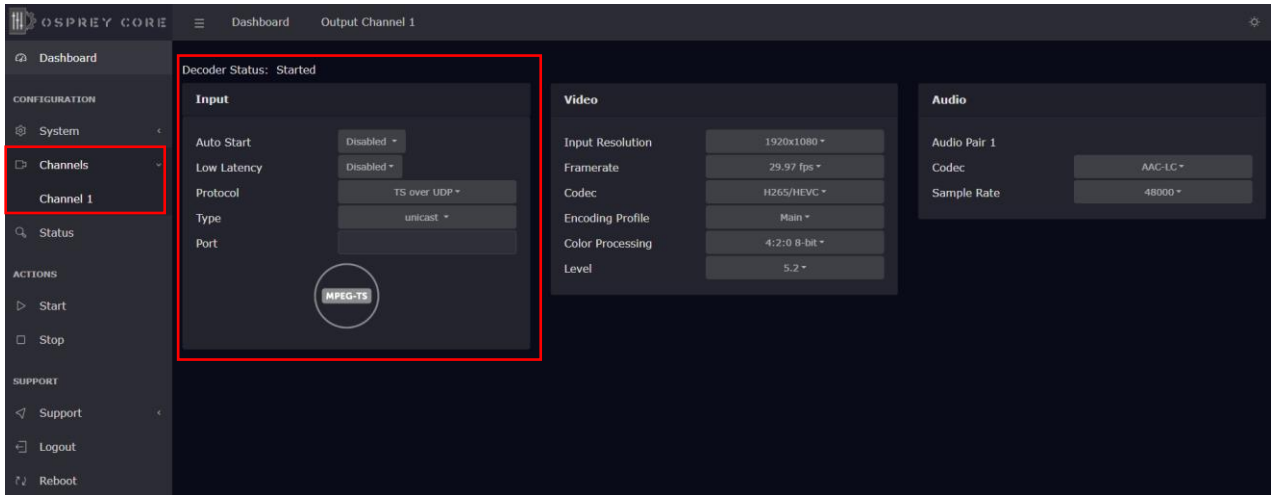 OSPREY CORE
Dashboard
Output Channel 1
Dashboard
CONFIGURATION
System
Channels
Channel 1
Status
ACTIONS
Start
Stop
SUPPORT
Support
Logout
Reboot
Decoder Status: Started
Input
Auto Start Disabled
Low Latency Disabled
Protocol TS over UDP
Type unicast
Port
MPEG-TS
Video
Input Resolution 1920x1080
Framerate 29.97 fps
Codec H265/HEVC
Encoding Profile Main
Color Processing 4:2:0 8-bit
Level 5.2
Audio
Audio Pair 1
Codec AAC-LC
Sample Rate 48000